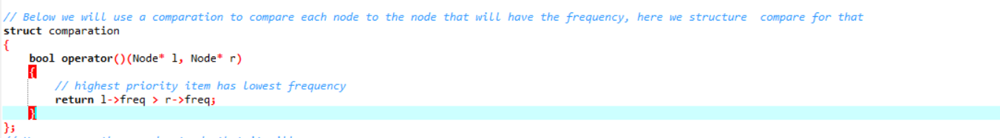 // Below we will use a comparation to compare each node to the node that will have the frequency, here we structure  compare for that
struct comparation
{
    bool operator()(Node* l, Node* r)
    {
        // highest priority item has lowest frequency
        return l->freq > r->freq;
    }
};